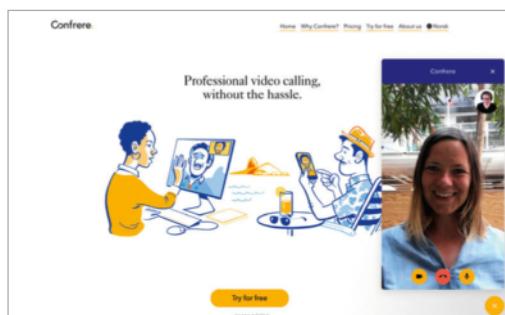 Confrere.
Home Why Confrere? Pricing Try for free About us Norsk
Confrere
Professional video calling,
without the hassle.
Try for free